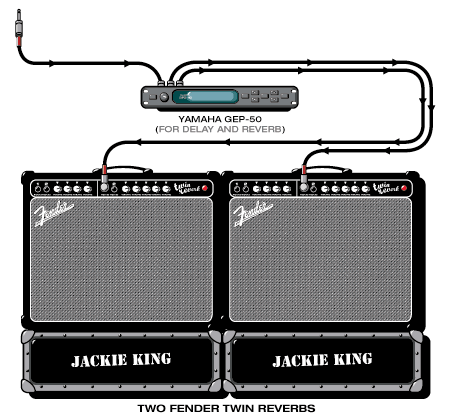 YAMAHA GEP-50
(FOR DELAY AND REVERB)
twin reverb
twin reverb
Fender
Fender
JACKIE KING
JACKIE KING
TWO FENDER TWIN REVERBS